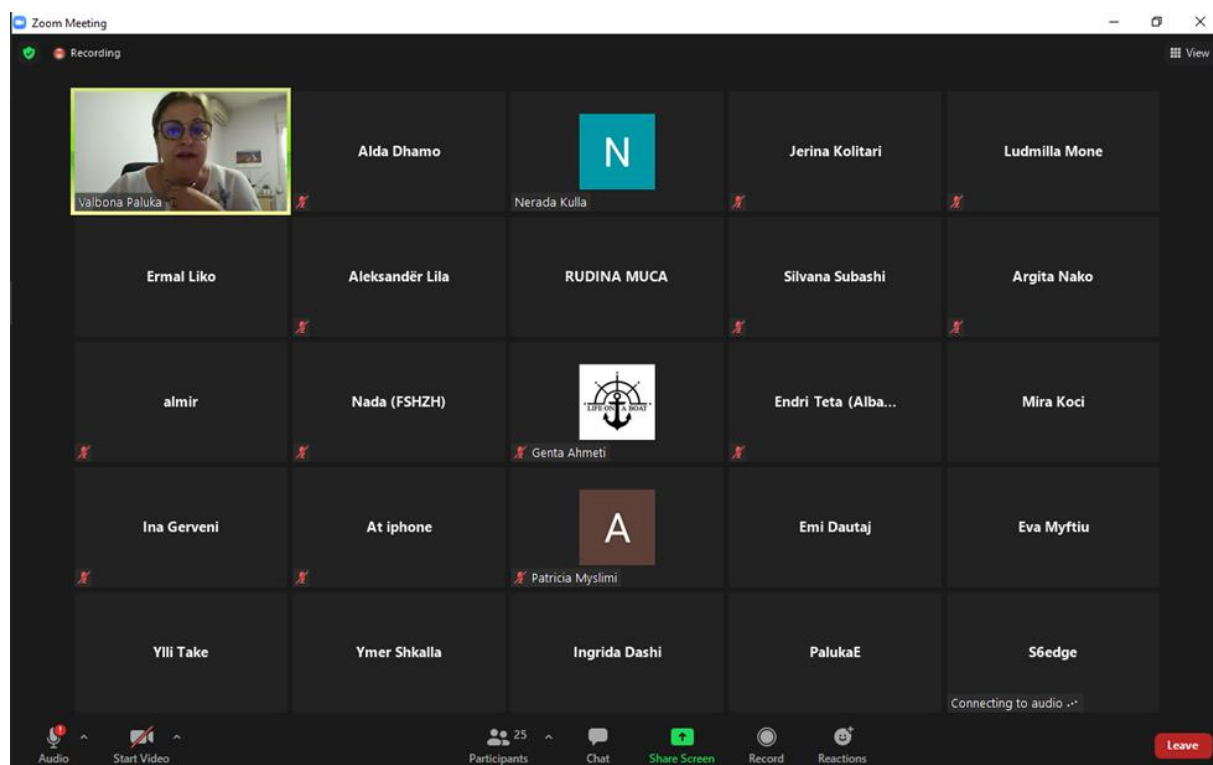 Zoom Meeting
Recording
View
Valbona Paluka
Alda Dhamo
N
Nerada Kulla
Jerina Kolitari
Ludmilla Mone
Ermal Liko
Aleksandër Lila
RUDINA MUCA
Silvana Subashi
Argita Nako
almir
Nada (FSHZH)
LIFE ON A BOAT
Genta Ahmeti
Endri Teta (Alba...
Mira Koci
Ina Gerveni
At iphone
A
Patricia Myslimi
Emi Dautaj
Eva Myftiu
Ylli Take
Ymer Shkalla
Ingrida Dashi
PalukaE
S6edge
Connecting to audio
Audio
Start Video
25
Participants
Chat
Share Screen
Record
Reactions
Leave